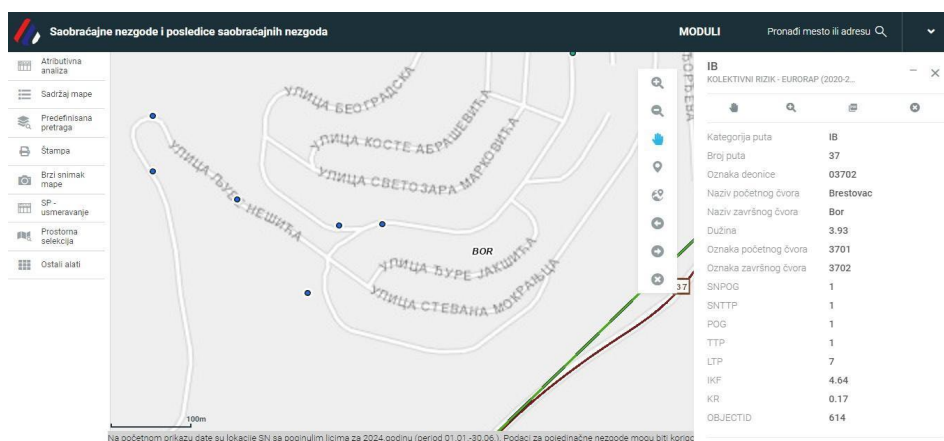 Saobraćajne nezgode i posledice saobraćajnih nezgoda
MODULI
Pronađi mesto ili adresu
Atributivna
analiza
Sadržaj mape
Predefinisana
pretraga
Štampa
Brzi snimak
mape
SP -
usmeravanje
Prostorna
selekcija
Ostali alati
УЛИЦА БЕОГРАДСКА
УЛИЦА КОСТЕ АБРАШЕВИЋА
УЛИЦА СВЕТОЗАРА МАРКОВИЋА
УЛИЦА ЂУРЕ НЕШИЋА
BOR
УЛИЦА ЂУРЕ ЈАКШИЋА
УЛИЦА СТЕВАНА МОКРАЊЦА
37
100m
Na početnom prikazu date su lokacije SN sa poginulim licima za 2024.godinu (period 01.01.-30.06.). Podaci za pojedinačne nezgode mogu biti korigo
IB
KOLEKTIVNI RIZIK - EURORAP (2020-2...
Kategorija puta IB
Broj puta 37
Oznaka deonice 03702
Naziv početnog čvora Brestovac
Naziv završnog čvora Bor
Dužina 3.93
Oznaka početnog čvora 3701
Oznaka završnog čvora 3702
SNPOG 1
SNTTP 1
POG 1
TTP 1
LTP 7
IKF 4.64
KR 0.17
OBJECTID 614